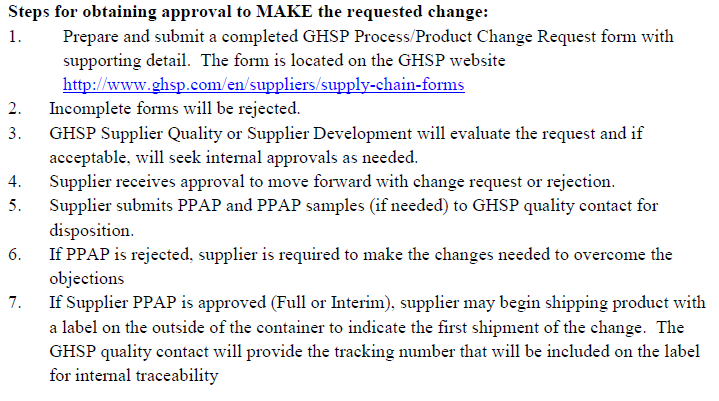 Steps for obtaining approval to MAKE the requested change:
1. Prepare and submit a completed GHSP Process/Product Change Request form with
supporting detail. The form is located on the GHSP website
http://www.ghsp.com/en/suppliers/supply-chain-forms
2. Incomplete forms will be rejected.
3. GHSP Supplier Quality or Supplier Development will evaluate the request and if
acceptable, will seek internal approvals as needed.
4. Supplier receives approval to move forward with change request or rejection.
5. Supplier submits PPAP and PPAP samples (if needed) to GHSP quality contact for
disposition.
6. If PPAP is rejected, supplier is required to make the changes needed to overcome the
objections
7. If Supplier PPAP is approved (Full or Interim), supplier may begin shipping product with
a label on the outside of the container to indicate the first shipment of the change. The
GHSP quality contact will provide the tracking number that will be included on the label
for internal traceability